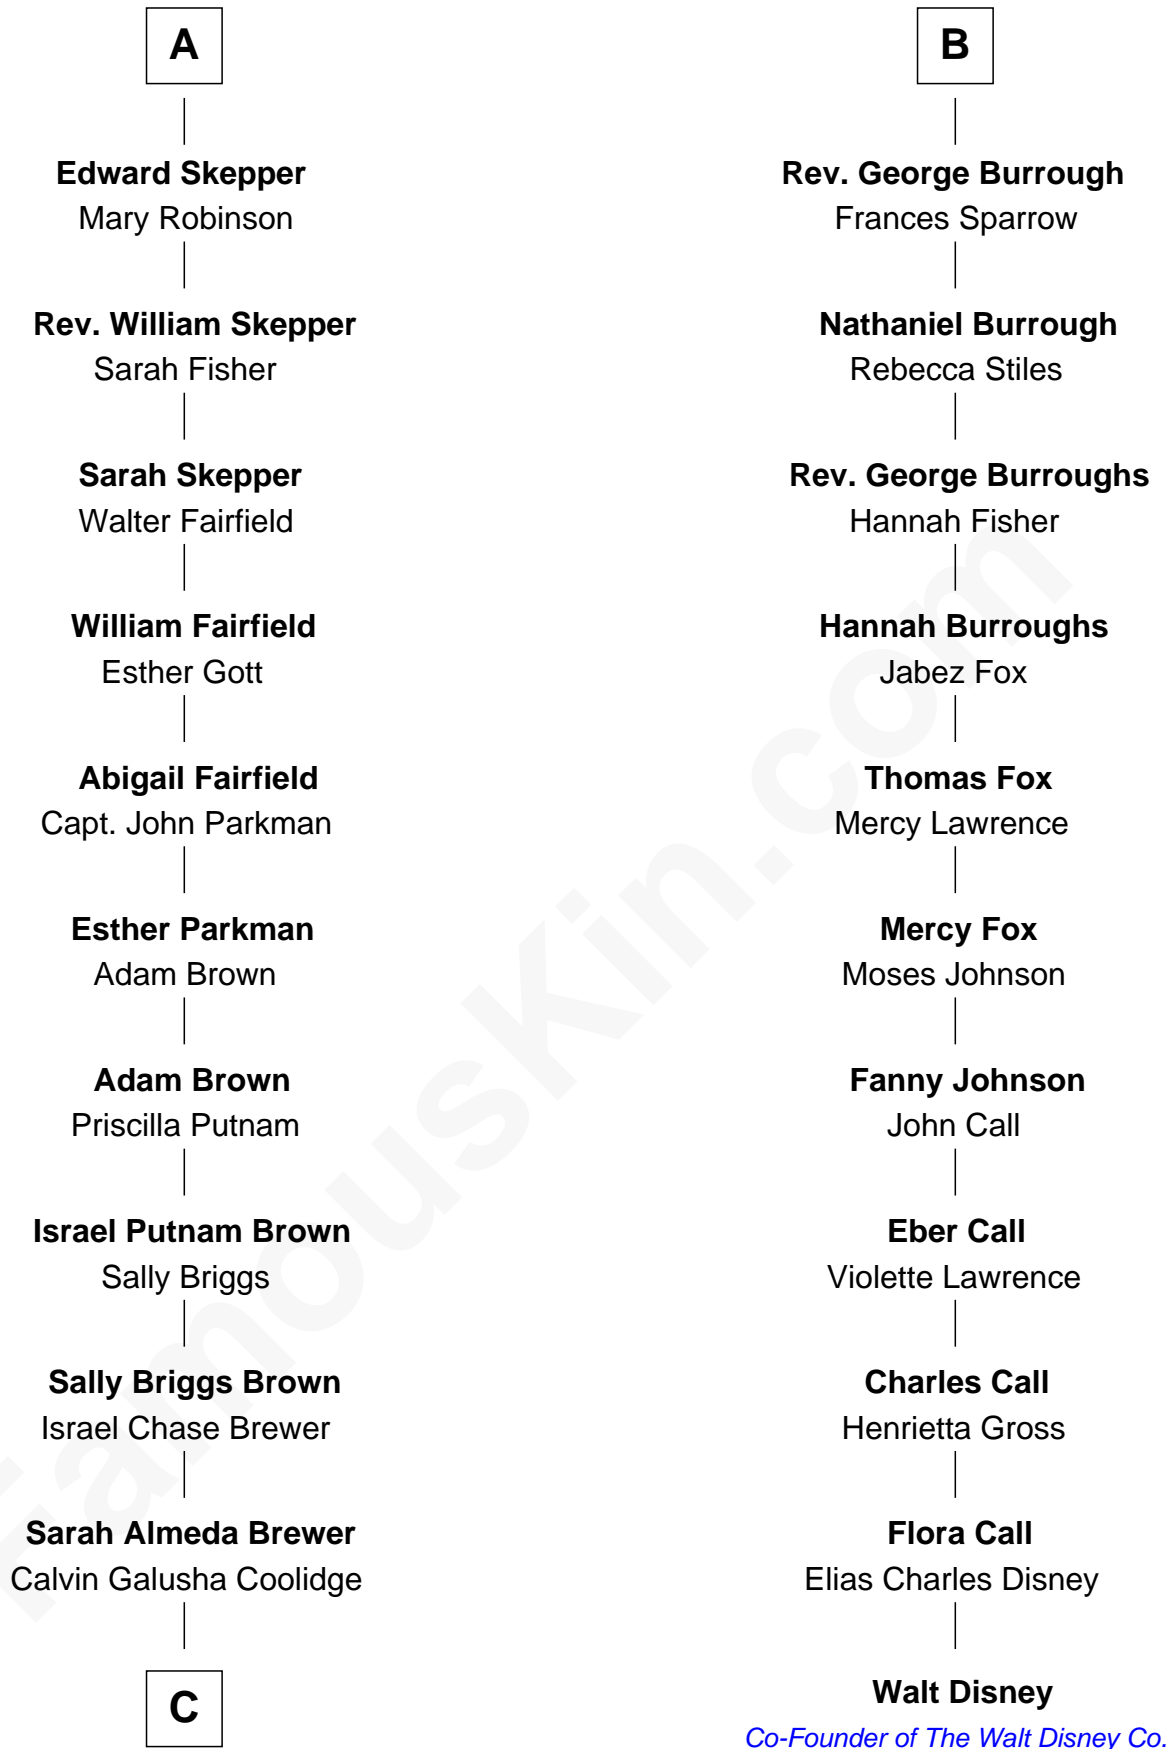 A
Edward Skepper
Mary Robinson
Rev. William Skepper
Sarah Fisher
Sarah Skepper
Walter Fairfield
William Fairfield
Esther Gott
Abigail Fairfield
Capt. John Parkman
Esther Parkman
Adam Brown
Adam Brown
Priscilla Putnam
Israel Putnam Brown
Sally Briggs
Sally Briggs Brown
Israel Chase Brewer
Sarah Almeda Brewer
Calvin Galusha Coolidge
C
B
Rev. George Burrough
Frances Sparrow
Nathaniel Burrough
Rebecca Stiles
Rev. George Burroughs
Hannah Fisher
Hannah Burroughs
Jabez Fox
Thomas Fox
Mercy Lawrence
Mercy Fox
Moses Johnson
Fanny Johnson
John Call
Eber Call
Violette Lawrence
Charles Call
Henrietta Gross
Flora Call
Elias Charles Disney
Walt Disney
Co-Founder of The Walt Disney Co.
FamousKin.com